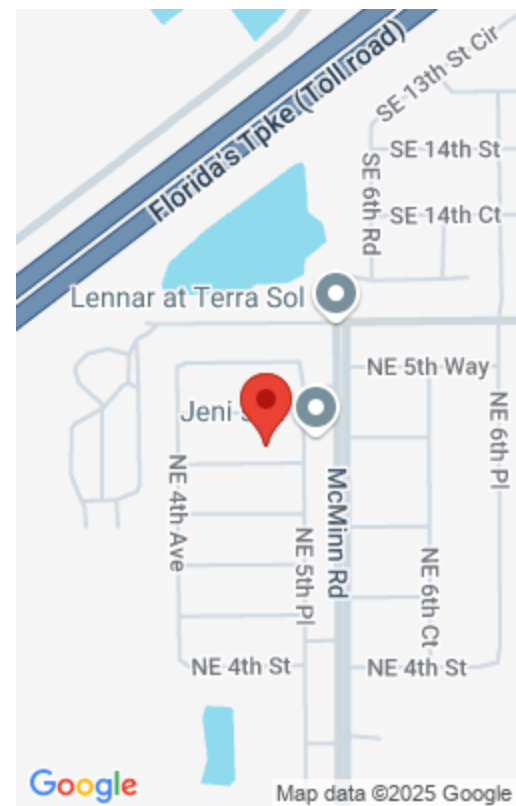 SE 13th St Cir
Florida's Tpke (Toll road)
SE 14th St
SE 6th Rd
SE 14th Ct
Lennar at Terra Sol
NE 5th Way
Jeni s
NE 6th Pl
NE 4th Ave
McMinn Rd
NE 5th Pl
NE 6th Ct
NE 4th St
NE 4th St
Google
Map data ©2025 Google